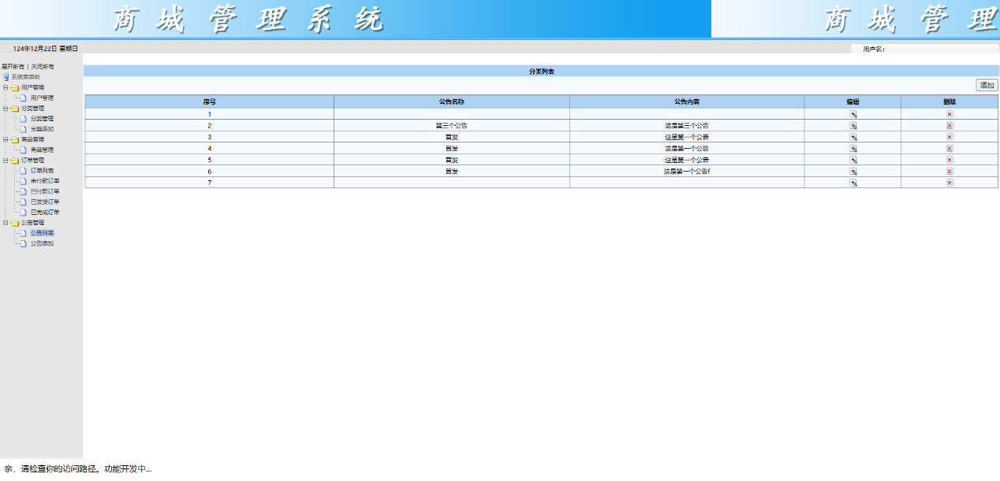 商城管理系统 商城管理
124年12月22日 星期日 用户名:
展开所有 | 关闭所有
系统菜单树
用户管理
用户管理
分类管理
分类管理
分类添加
商品管理
商品管理
订单管理
订单列表
未付款订单
已付款订单
已发货订单
已完成订单
公告管理
公告列表
公告添加
分类列表
添加
序号 公告名称 公告内容 编辑 删除
1
2 第三个公告 这是第三个公告
3 首发 这是第一个公告
4 首发 这是第一个公告
5 首发 这是第一个公告
6 首发 这是第一个公告f
7
亲，请检查你的访问路径。功能开发中...